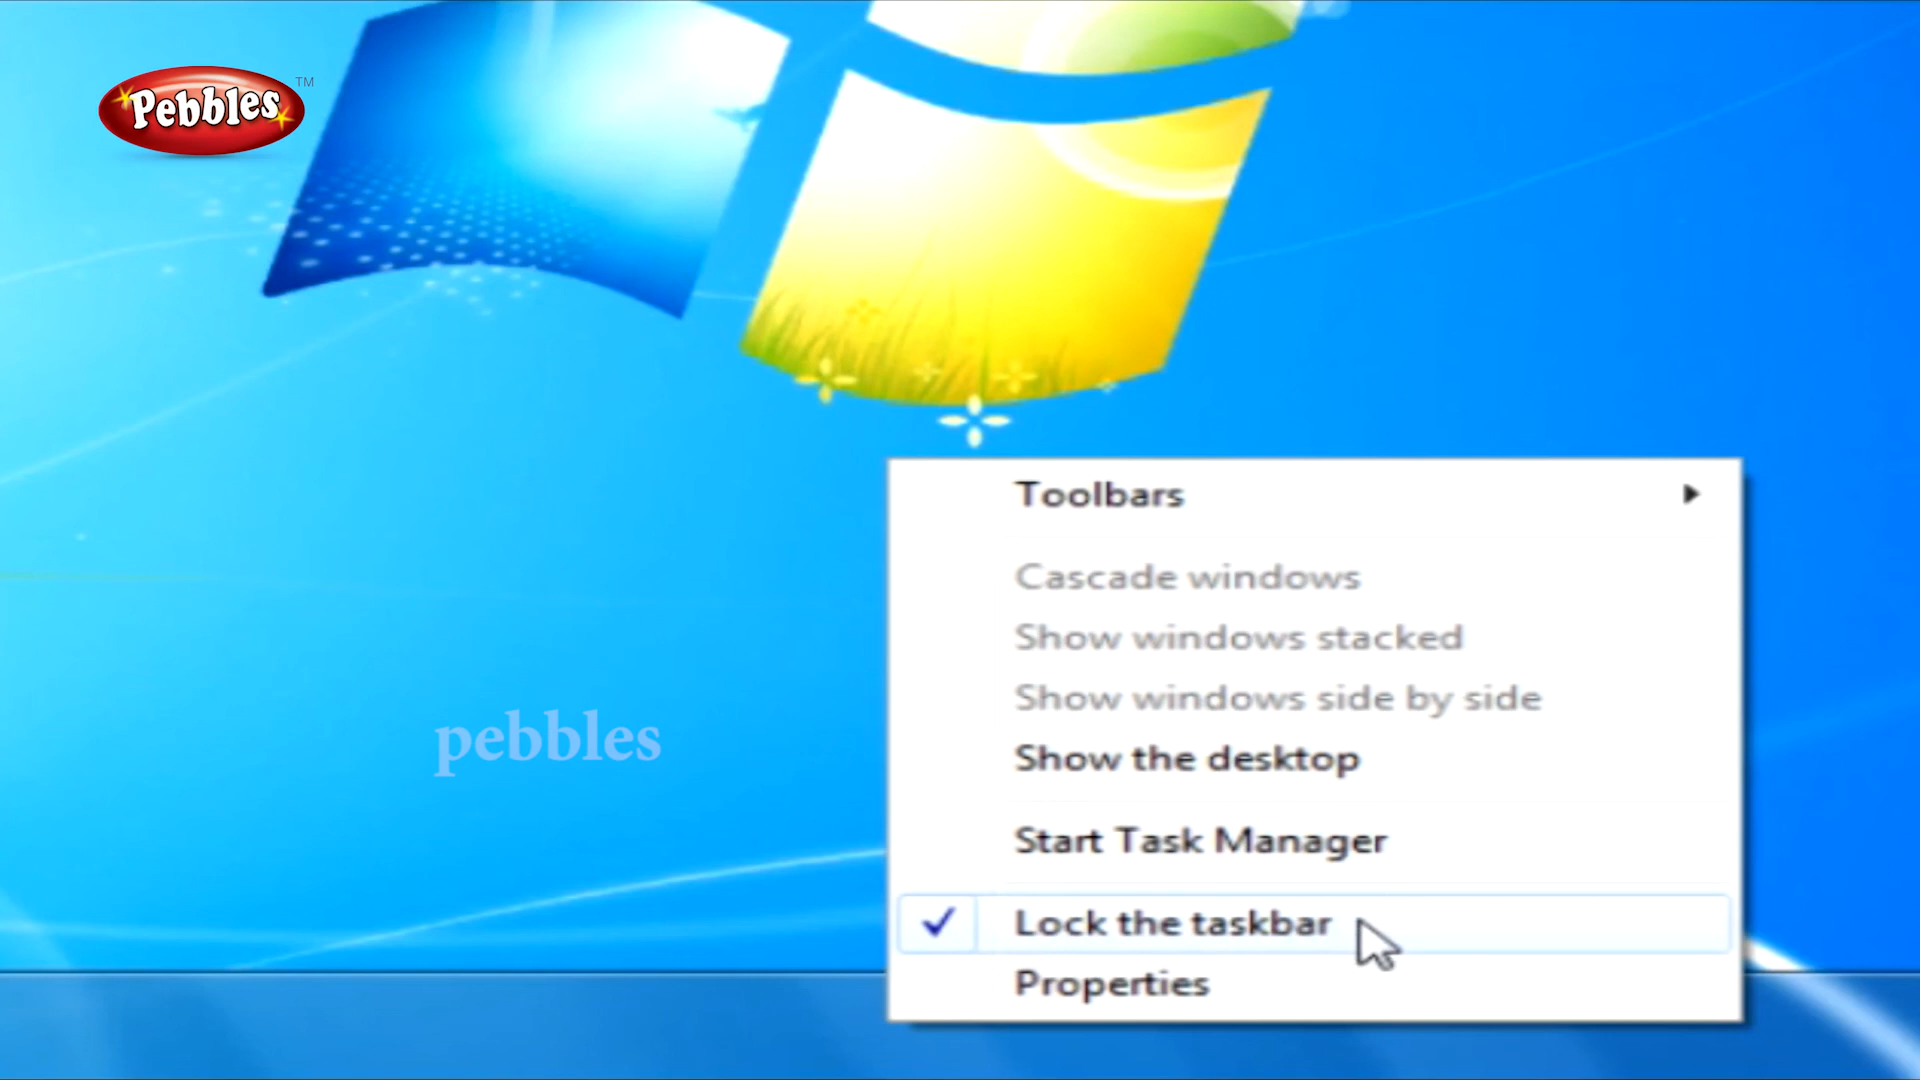 Pebbles TM
Toolbars
Cascade windows
Show windows stacked
Show windows side by side
pebbles
Show the desktop
Start Task Manager
Lock the taskbar
Properties